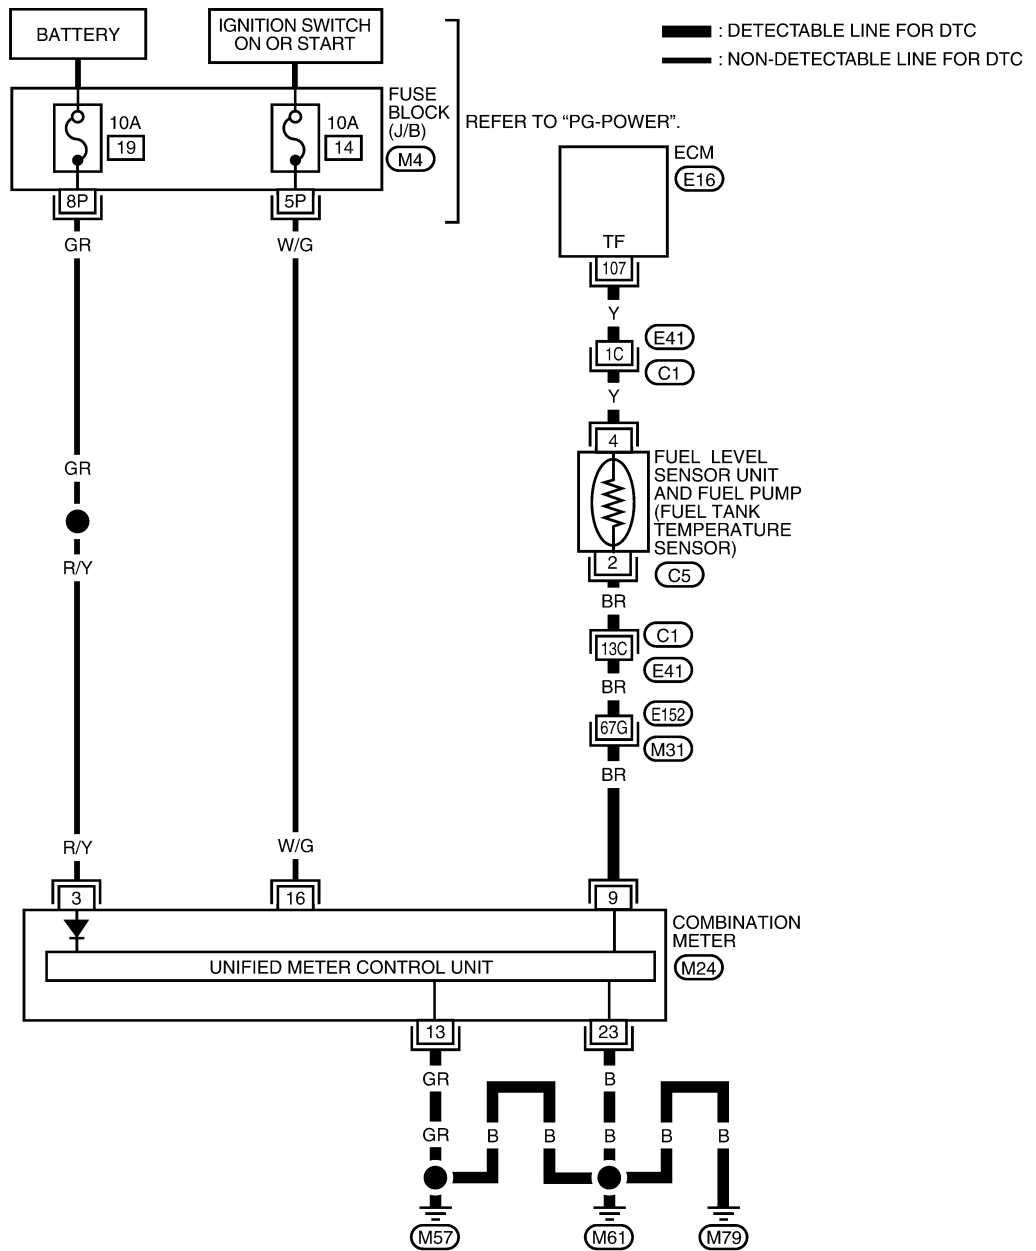 BATTERY
IGNITION SWITCH
ON OR START
: DETECTABLE LINE FOR DTC
: NON-DETECTABLE LINE FOR DTC
10A
19
10A
14
FUSE
BLOCK
(J/B)
M4
REFER TO “PG-POWER”.
8P
5P
GR
W/G
ECM
E16
TF
107
Y
1C
E41
C1
Y
4
FUEL LEVEL
SENSOR UNIT
AND FUEL PUMP
(FUEL TANK
TEMPERATURE
SENSOR)
2
C5
GR
R/Y
BR
13C
C1
E41
BR
67G
E152
M31
BR
R/Y
W/G
3
16
9
COMBINATION
METER
M24
UNIFIED METER CONTROL UNIT
13
23
GR
B
GR
B
B
B
B
B
M57
M61
M79